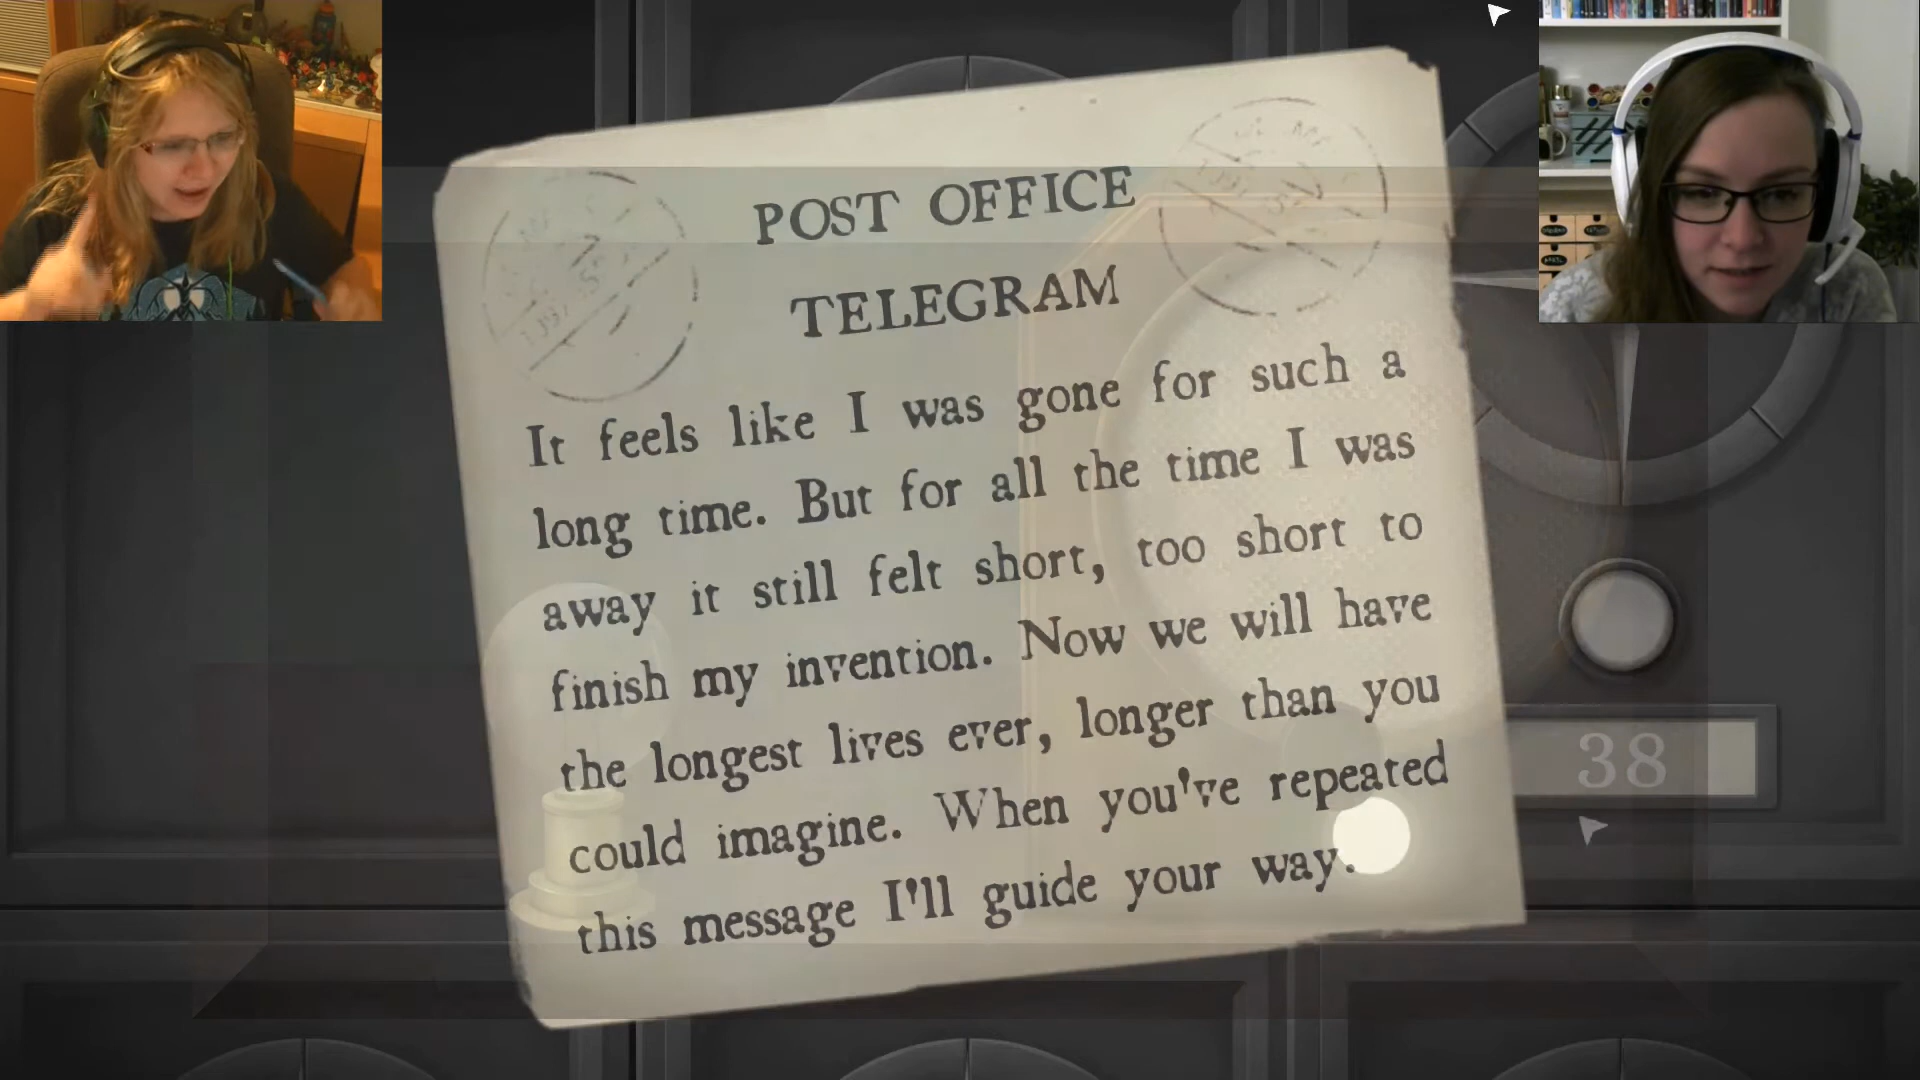 POST OFFICE
TELEGRAM
It feels like I was gone for such a
long time. But for all the time I was
away it still felt short, too short to
finish my invention. Now we will have
the longest lives ever, longer than you
could imagine. When you've repeated
this message I'll guide your way.
38